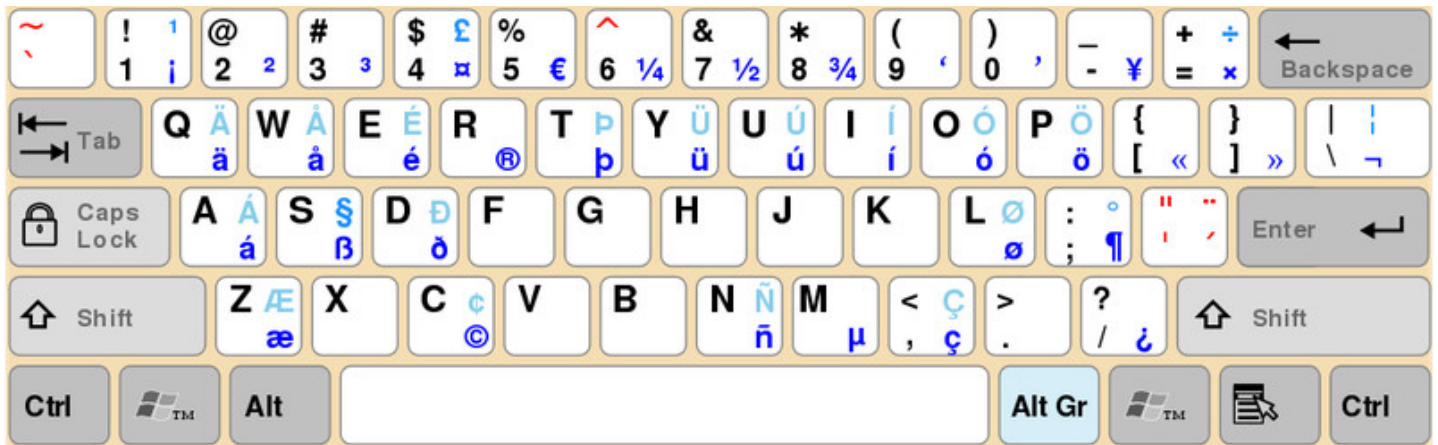 ~ ! ¹ @ # $ £ % ^ & * ( ) _ + ÷ ←
` 1 ¡ 2 ² 3 ³ 4 ¤ 5 € 6 ¼ 7 ½ 8 ¾ 9 ‘ 0 ’ - ¥ = × Backspace
Tab Q Ä W Å E É R T Þ Y Ü U Ú I Í O Ó P Ö { } | ¦
ä å é ® þ ü ú í ó ö [ « ] » \ ¬
Caps Lock A Á S § D Ð F G H J K L Ø : ° " ¨ Enter
á ß ð ø ; ¶ ' ´
Shift Z Æ X C ¢ V B N Ñ M < Ç > ? Shift
æ © ñ µ , ç . / ¿
Ctrl TM Alt Alt Gr TM Ctrl